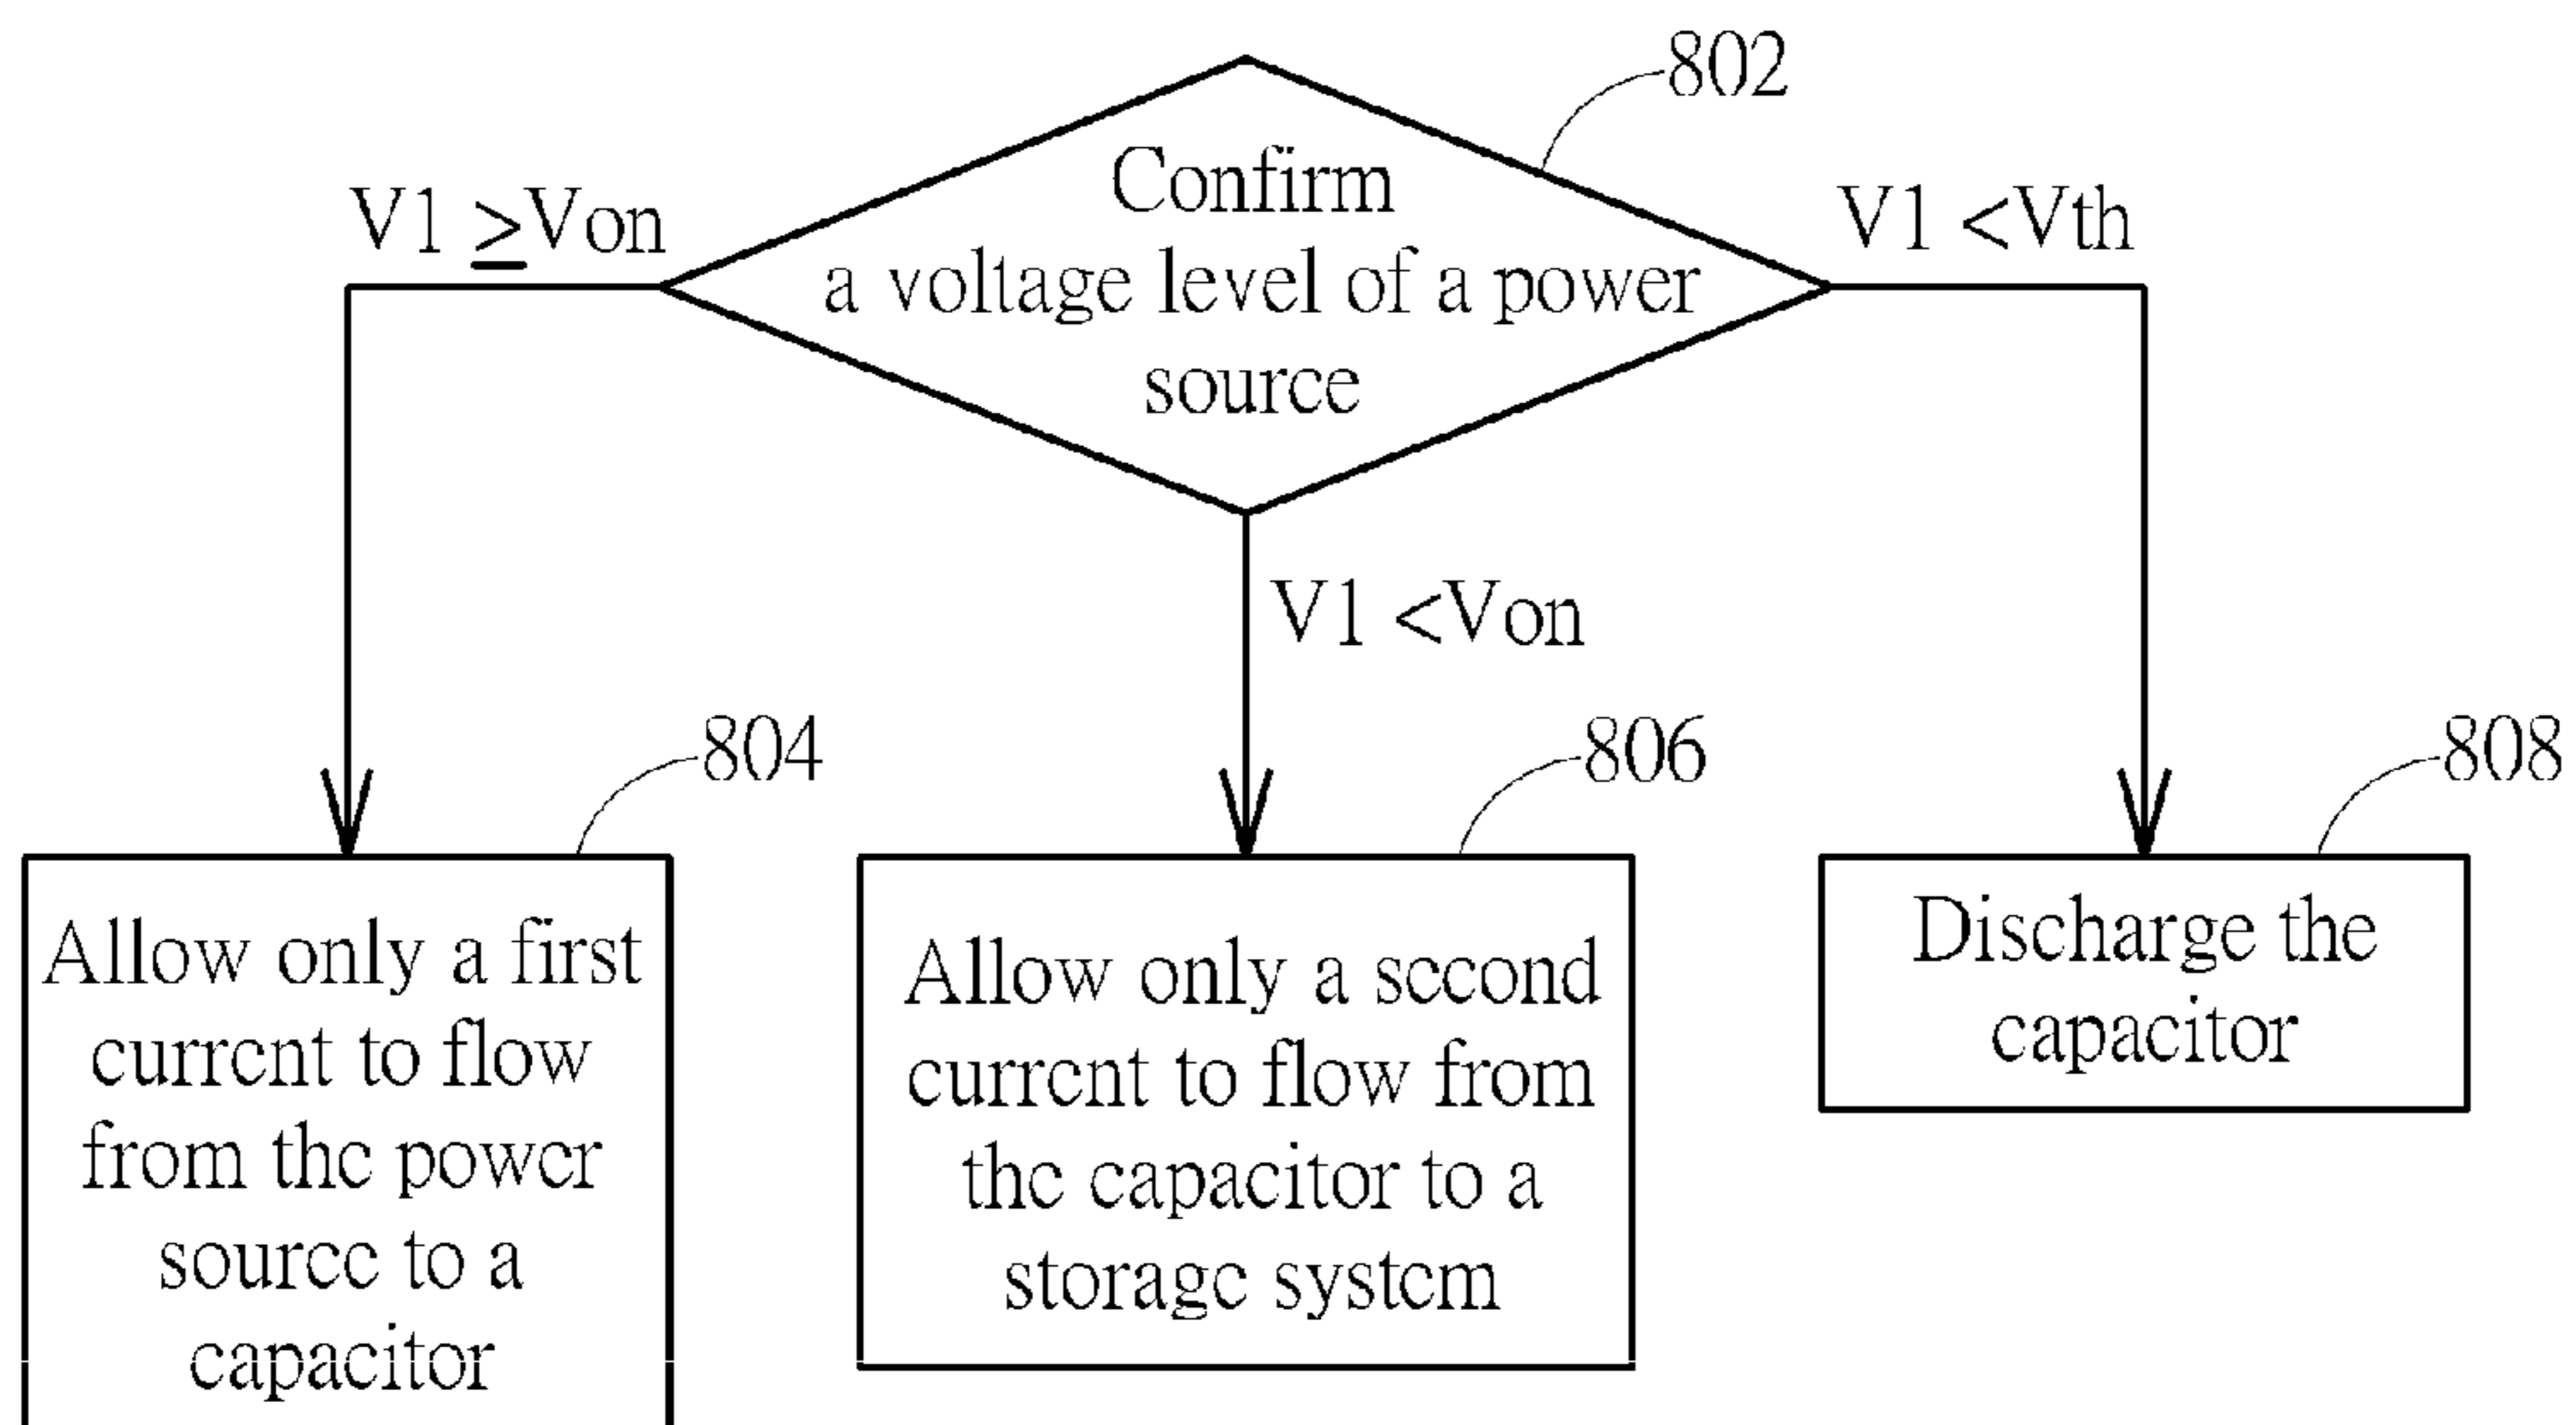 802
Confirm
a voltage level of a power
source
V1 ≥Von
V1 <Vth
V1 <Von
804
Allow only a first
current to flow
from the power
source to a
capacitor
806
Allow only a second
current to flow from
the capacitor to a
storage system
808
Discharge the
capacitor